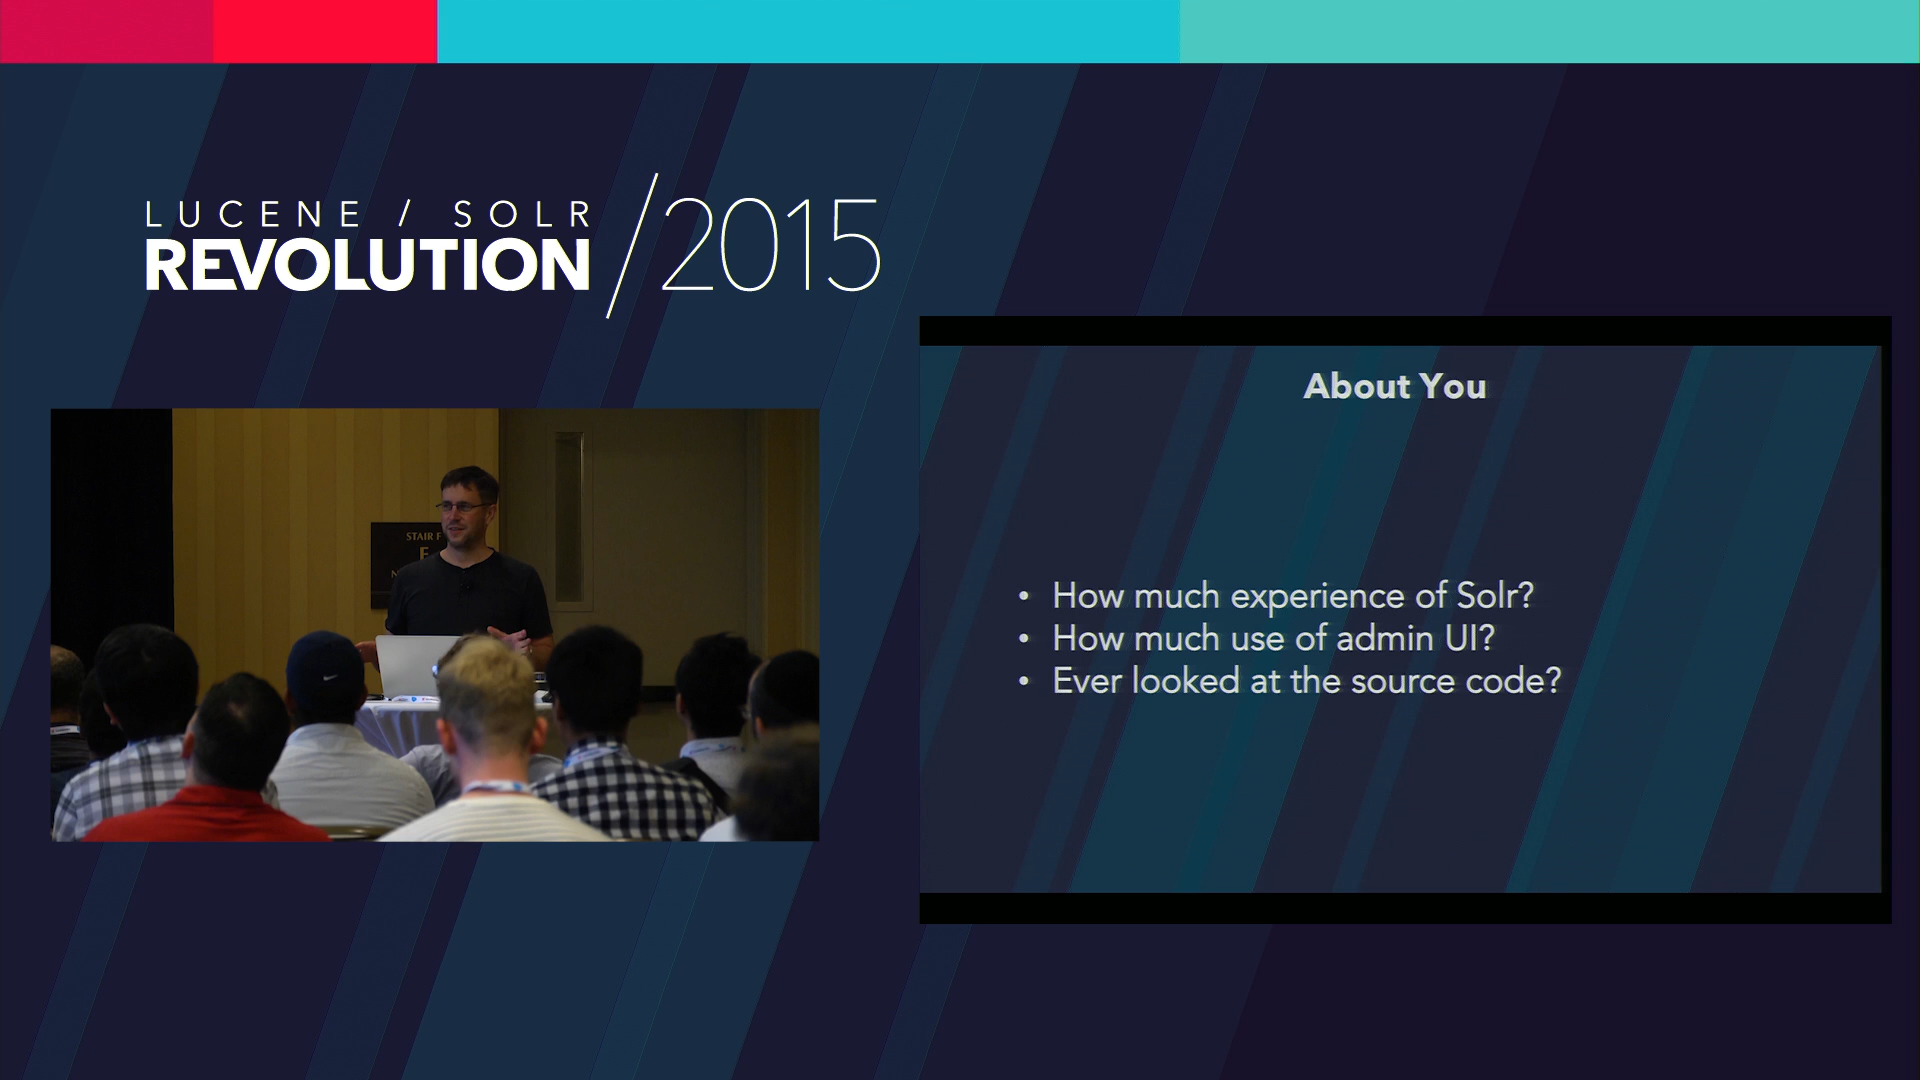 LUCENE / SOLR
REVOLUTION /2015
STAIR F
About You
• How much experience of Solr?
• How much use of admin UI?
• Ever looked at the source code?